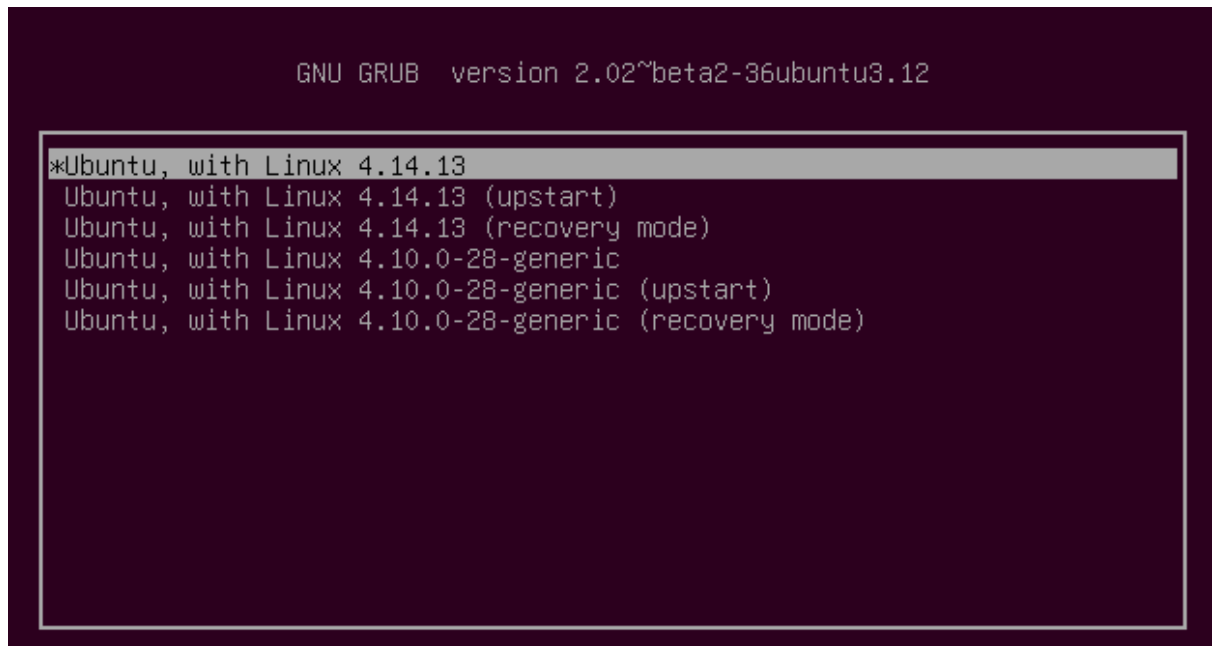 GNU GRUB  version 2.02~beta2-36ubuntu3.12
*Ubuntu, with Linux 4.14.13
Ubuntu, with Linux 4.14.13 (upstart)
Ubuntu, with Linux 4.14.13 (recovery mode)
Ubuntu, with Linux 4.10.0-28-generic
Ubuntu, with Linux 4.10.0-28-generic (upstart)
Ubuntu, with Linux 4.10.0-28-generic (recovery mode)